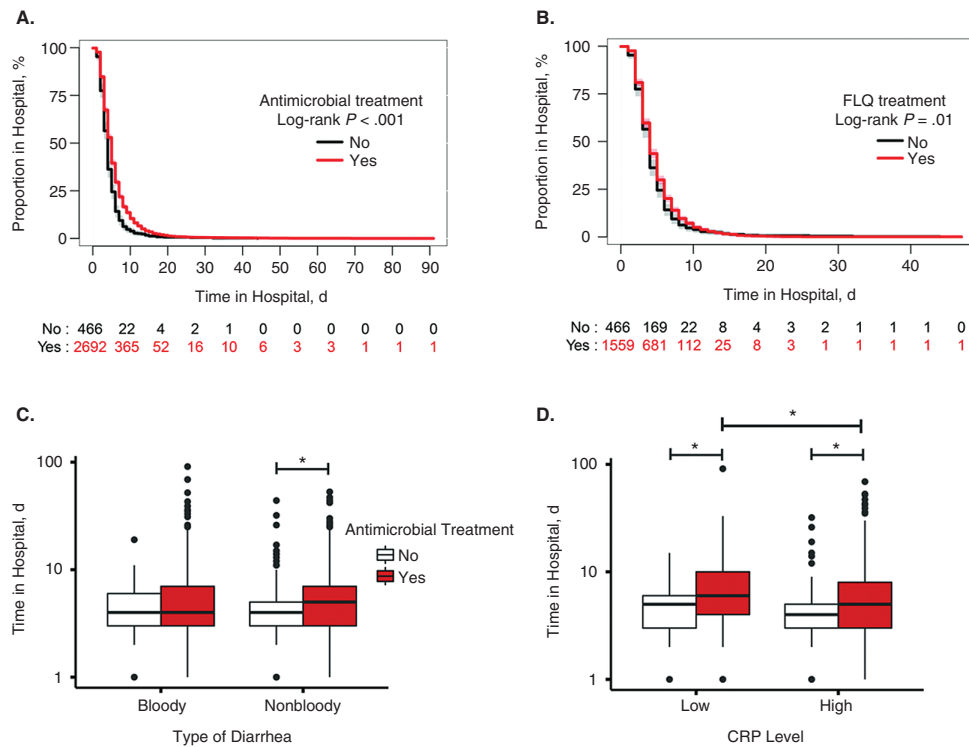 A.
100
75
50
25
0
Proportion in Hospital, %
Antimicrobial treatment
Log-rank P < .001
No
Yes
0 10 20 30 40 50 60 70 80 90
Time in Hospital, d
No : 466 22 4 2 1 0 0 0 0 0
Yes : 2692 365 52 16 10 6 3 3 1 1 1
B.
100
75
50
25
0
Proportion in Hospital, %
FLQ treatment
Log-rank P = .01
No
Yes
0 20 30 40
Time in Hospital, d
No : 466 169 22 8 4 3 2 1 1 1 0
Yes : 1559 681 112 25 8 3 1 1 1 1 1
C.
100
10
1
Time in Hospital, d
*
Bloody Nonbloody
Type of Diarrhea
Antimicrobial Treatment
No
Yes
D.
100
10
1
Time in Hospital, d
*
* *
Low High
CRP Level